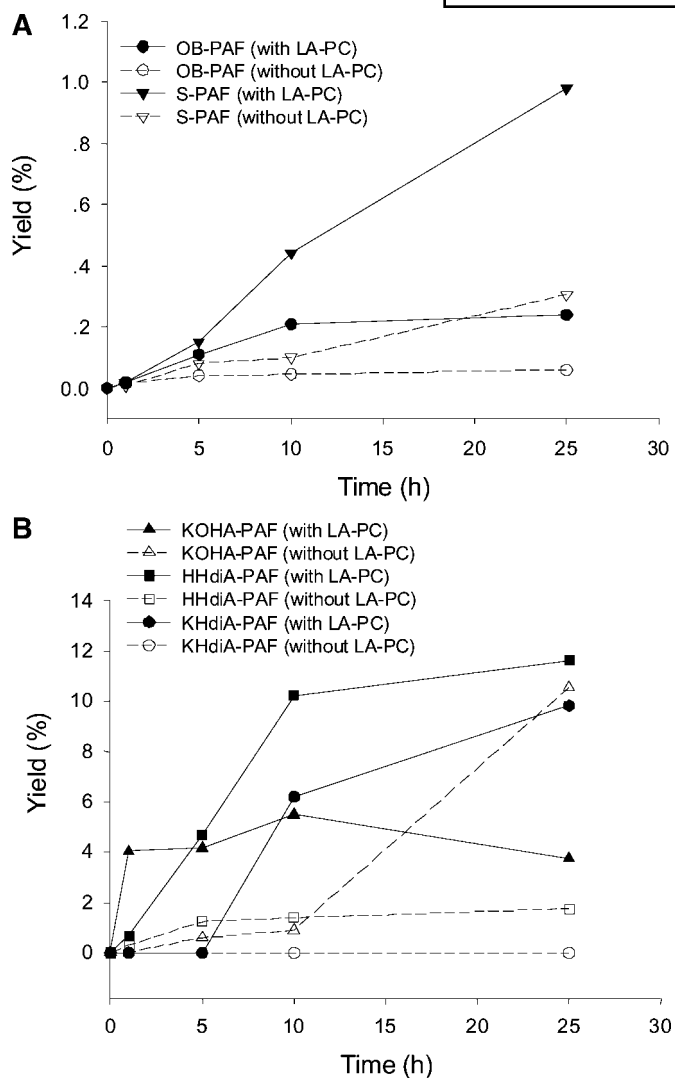 A
1.2
1.0
.8
.6
.4
.2
0.0
Yield (%)
OB-PAF (with LA-PC)
OB-PAF (without LA-PC)
S-PAF (with LA-PC)
S-PAF (without LA-PC)
0 5 10 15 20 25 30
Time (h)
B
KOHA-PAF (with LA-PC)
KOHA-PAF (without LA-PC)
HHdiA-PAF (with LA-PC)
HHdiA-PAF (without LA-PC)
KHdiA-PAF (with LA-PC)
KHdiA-PAF (without LA-PC)
14
12
10
8
6
4
2
0
Yield (%)
0 5 10 15 20 25 30
Time (h)